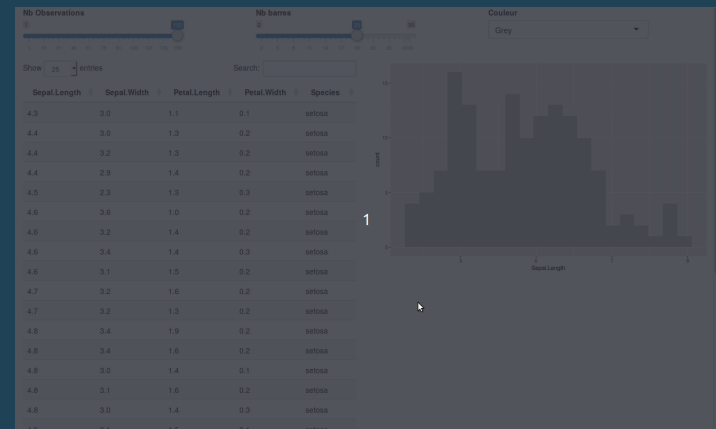 Nb Observations
Nb barres
Couleur
Grey
Show 25 entries
Search:
Sepal.Length Sepal.Width Petal.Length Petal.Width Species
4.3 3.0 1.1 0.1 setosa
4.4 3.0 1.3 0.2 setosa
4.4 3.2 1.3 0.2 setosa
4.4 2.9 1.4 0.2 setosa
4.5 2.3 1.3 0.3 setosa
4.6 3.6 1.0 0.2 setosa
4.6 3.2 1.4 0.2 setosa
4.6 3.4 1.4 0.3 setosa
4.6 3.1 1.5 0.2 setosa
4.7 3.2 1.6 0.2 setosa
4.7 3.2 1.3 0.2 setosa
4.8 3.4 1.9 0.2 setosa
4.8 3.4 1.6 0.2 setosa
4.8 3.0 1.4 0.1 setosa
4.8 3.1 1.6 0.2 setosa
4.8 3.0 1.4 0.3 setosa
1
count
Sepal.Length